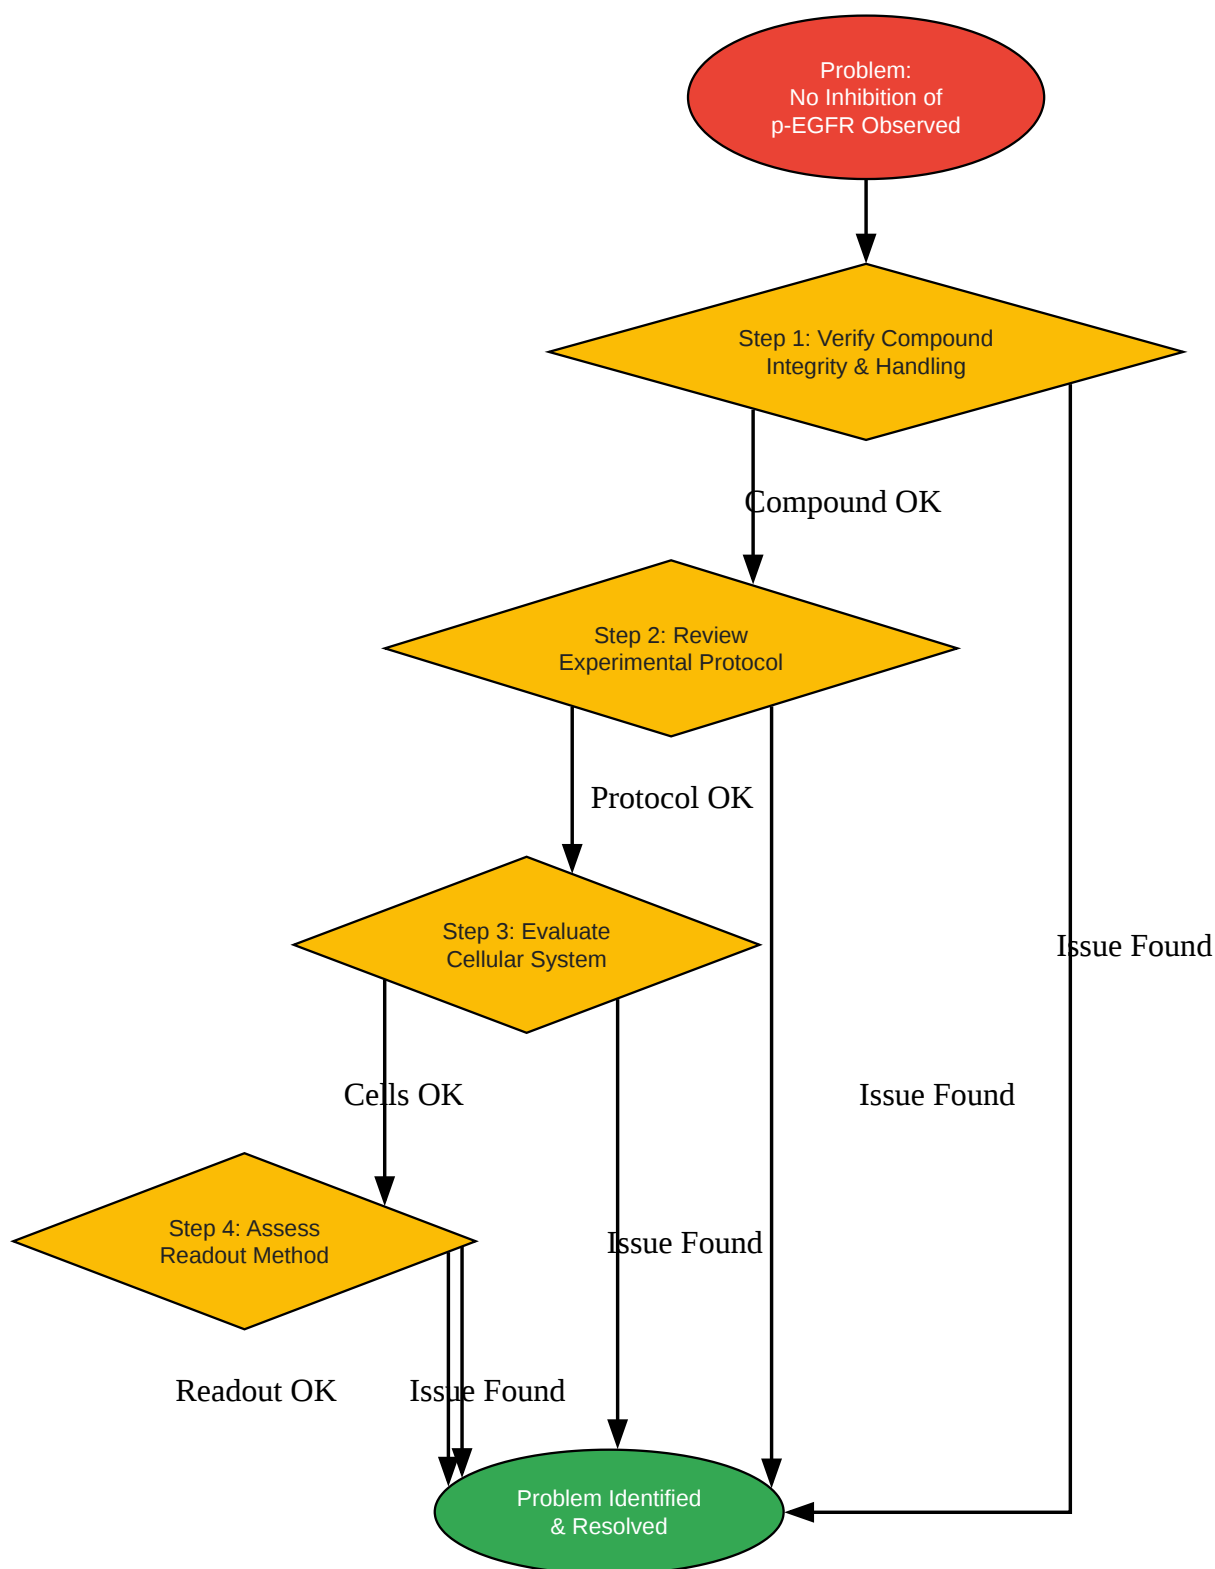 Problem:
No Inhibition of
p-EGFR Observed
Step 1: Verify Compound
Integrity & Handling
Compound OK
Step 2: Review
Experimental Protocol
Protocol OK
Step 3: Evaluate
Cellular System
Issue Found
Cells OK
Issue Found
Step 4: Assess
Readout Method
Issue Found
Readout OK
Issue Found
Problem Identified
& Resolved